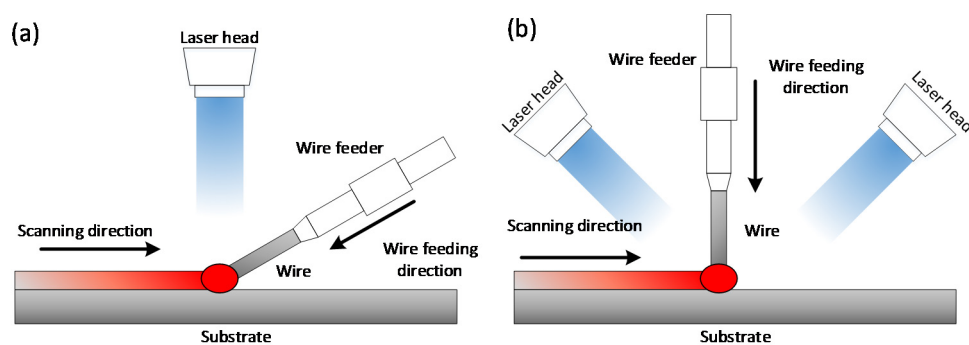 (a)
Laser head
Wire feeder
Scanning direction
Wire feeding
direction
Wire
Substrate
(b)
Wire feeder
Wire feeding
direction
Laser head
Laser head
Scanning direction
Wire
Substrate